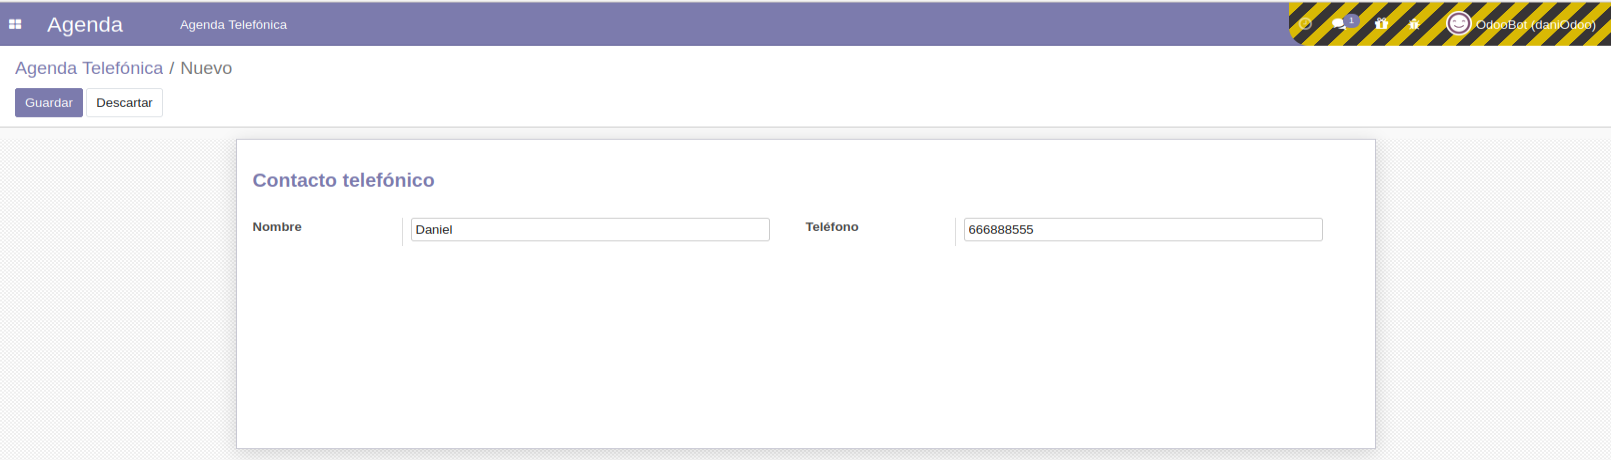 Agenda Agenda Telefónica 1 OdooBot (daniOdoo)
Agenda Telefónica / Nuevo
Guardar Descartar
Contacto telefónico
Nombre Daniel Teléfono 666888555